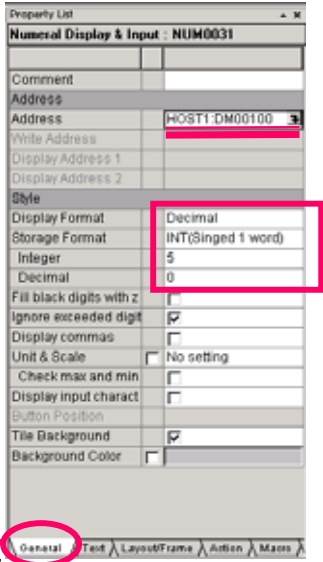 Property List
Numeral Display & Input : NUM0031
Comment
Address
Address HOST1:DM00100
Write Address
Display Address 1
Display Address 2
Style
Display Format Decimal
Storage Format INT(Singed 1 word)
Integer 5
Decimal 0
Fill black digits with z
Ignore exceeded digit
Display commas
Unit & Scale No setting
Check max and min
Display input charact
Button Position
Tile Background
Background Color
General Text Layout/Frame Action Macro